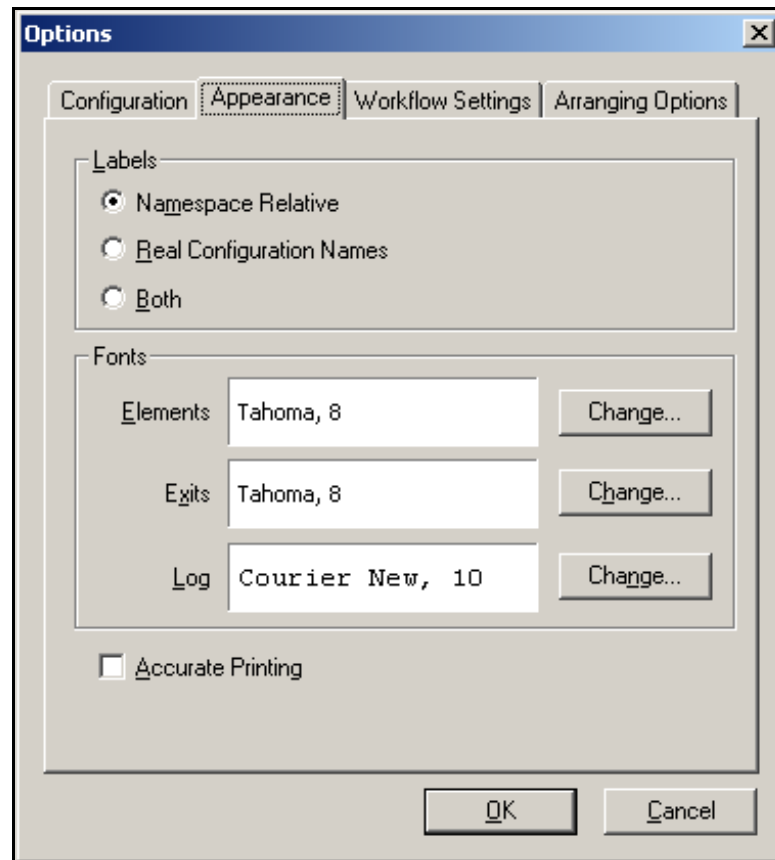 Options
Configuration Appearance Workflow Settings Arranging Options
Labels
Namespace Relative
Real Configuration Names
Both
Fonts
Elements Tahoma, 8 Change...
Exits Tahoma, 8 Change...
Log Courier New, 10 Change...
Accurate Printing
OK Cancel